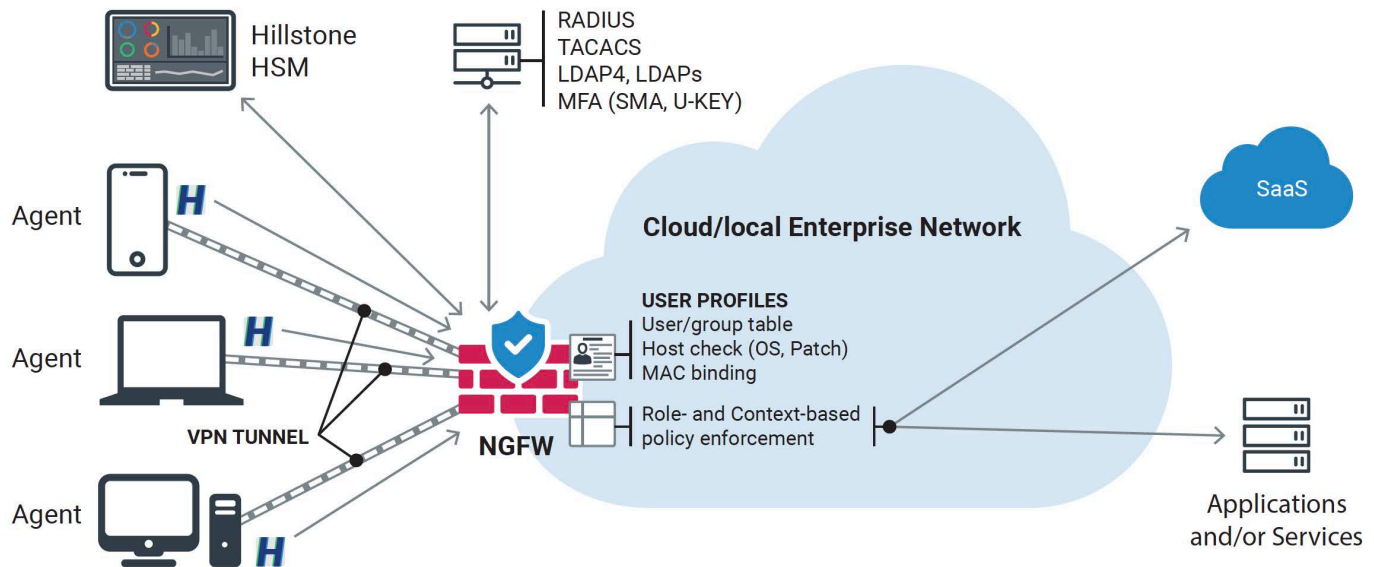 Hillstone
HSM
RADIUS
TACACS
LDAP4, LDAPs
MFA (SMA, U-KEY)
Agent
H
SaaS
Cloud/local Enterprise Network
USER PROFILES
User/group table
Host check (OS, Patch)
MAC binding
Agent
H
VPN TUNNEL
NGFW
Role- and Context-based
policy enforcement
Agent
H
Applications
and/or Services